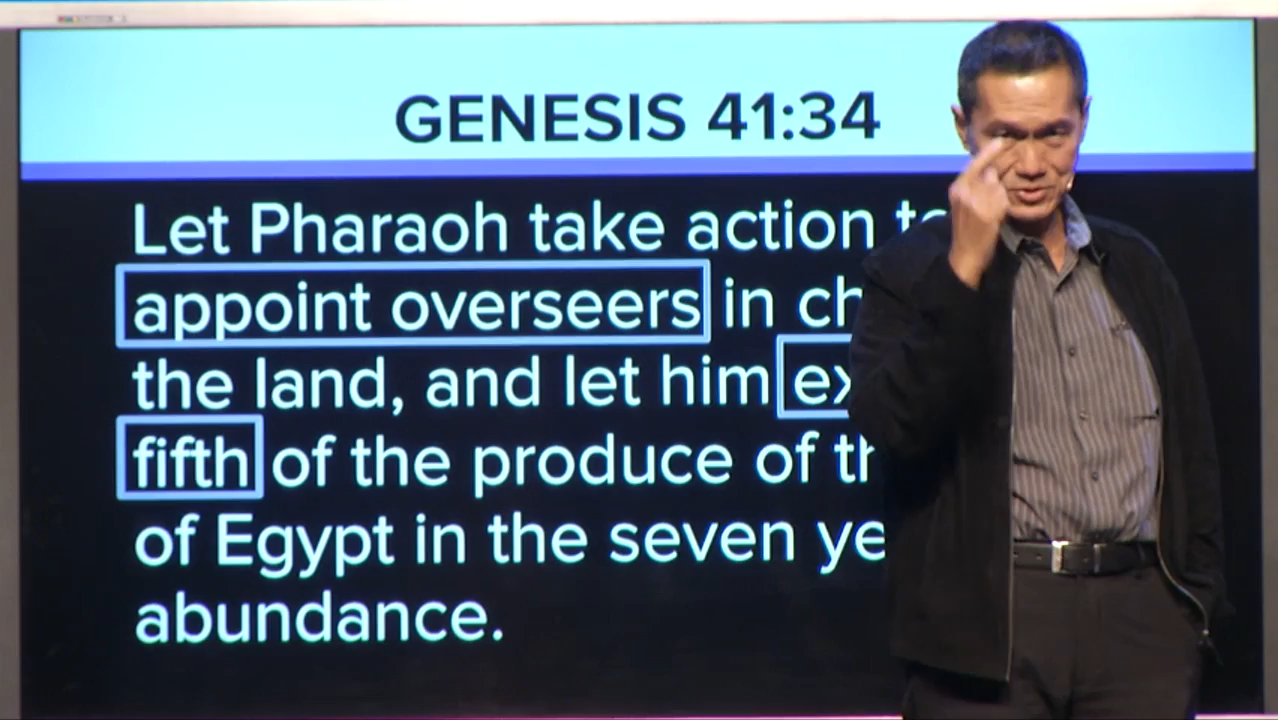 GENESIS 41:34
Let Pharaoh take action
appoint overseers in
the land, and let him
fifth of the produce of
of Egypt in the seven
abundance.